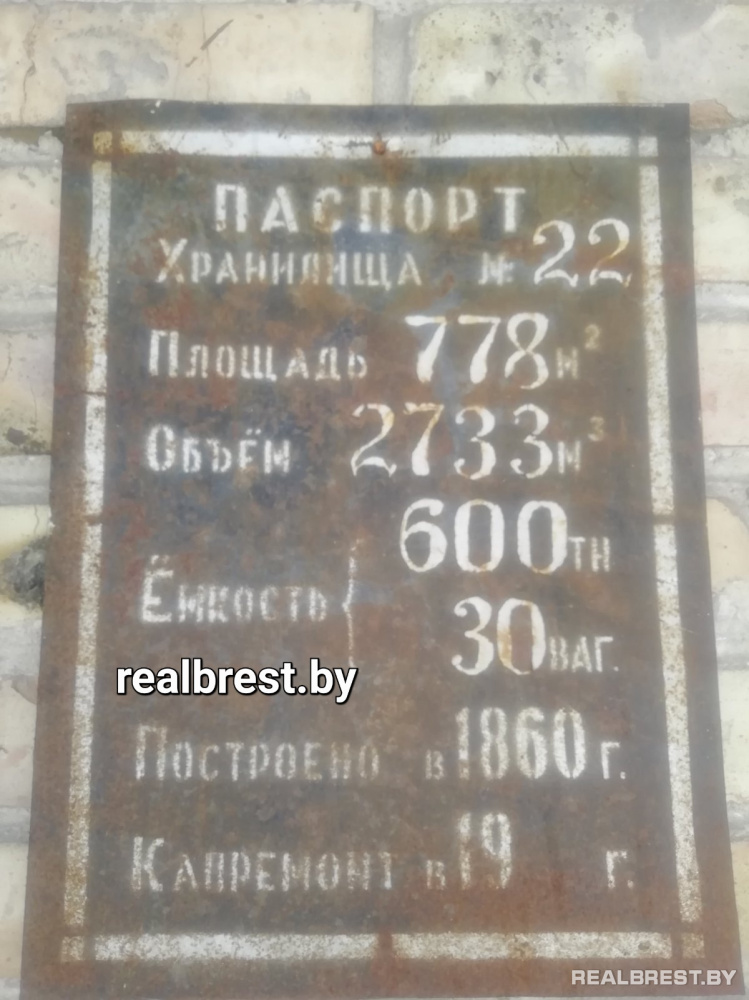 ПАСПОРТ
ХРАНИЛИЩА № 22
ПЛОЩАДЬ 778 м²
ОБЪЁМ 2733 м³
600 ТН
ЁМКОСТЬ {
30 ВАГ.
realbrest.by
ПОСТРОЕНО в 1860 г.
КАПРЕМОНТ в 19 г.
REALBREST.BY